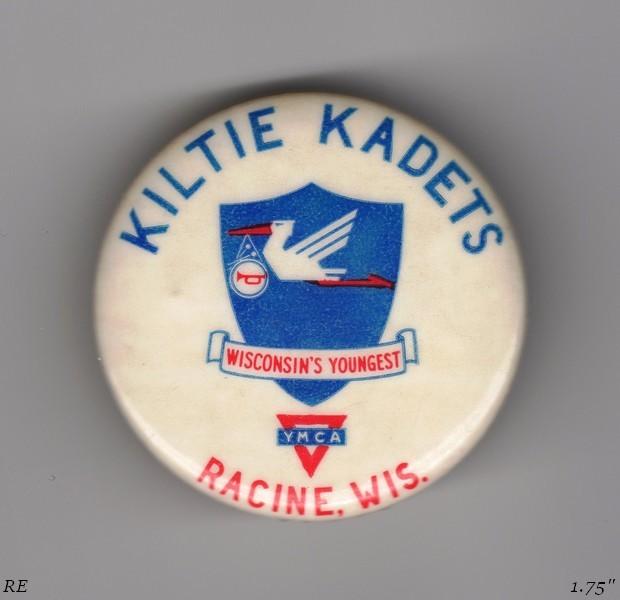 KILTIE KADETS
WISCONSIN'S YOUNGEST
YMCA
RACINE, WIS.
RE
1.75"